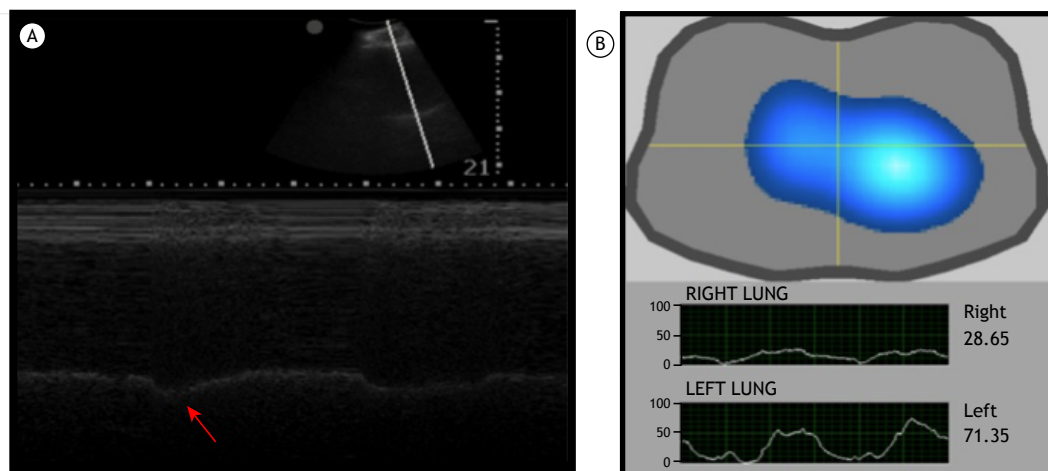 A
21
B
RIGHT LUNG
100
50
0
Right
28.65
LEFT LUNG
100
50
0
Left
71.35